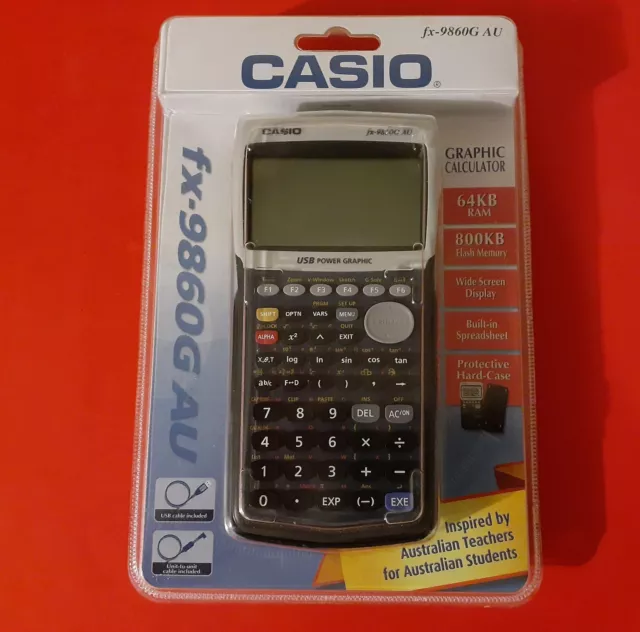 fx-9860G AU
CASIO®
fx-9860G AU
CASIO fx-9860G AU
USB POWER GRAPHIC
GRAPHIC
CALCULATOR
64KB
RAM
800KB
Flash Memory
Wide Screen
Display
Built-in
Spreadsheet
Protective
Hard-Case
F1 F2 F3 F4 F5 F6
SHIFT OPTN VARS MENU
ALPHA x² ^ EXIT
X,θ,T log ln sin cos tan
ab/c F↔D ( ) , →
7 8 9 DEL AC/ON
4 5 6 × ÷
1 2 3 + −
0 . EXP (−) EXE
USB cable included
Unit-to-unit
cable included
Inspired by
Australian Teachers
for Australian Students